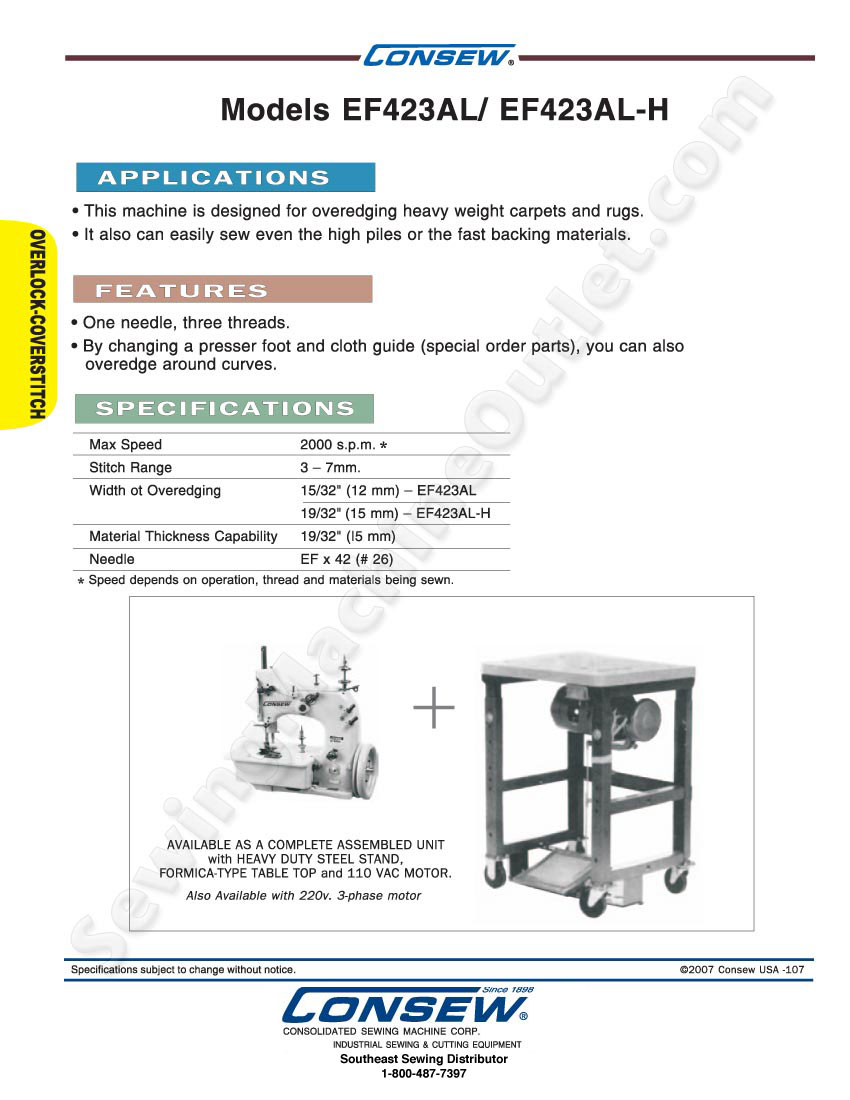 CONSEW®
Models EF423AL/ EF423AL-H
APPLICATIONS
• This machine is designed for overedging heavy weight carpets and rugs.
• It also can easily sew even the high piles or the fast backing materials.
OVERLOCK-COVERSTITCH
FEATURES
• One needle, three threads.
• By changing a presser foot and cloth guide (special order parts), you can also
overedge around curves.
SPECIFICATIONS
Max Speed 2000 s.p.m. *
Stitch Range 3 – 7mm.
Width ot Overedging 15/32" (12 mm) – EF423AL
19/32" (15 mm) – EF423AL-H
Material Thickness Capability 19/32" (I5 mm)
Needle EF x 42 (# 26)
* Speed depends on operation, thread and materials being sewn.
CONSEW
+
AVAILABLE AS A COMPLETE ASSEMBLED UNIT
with HEAVY DUTY STEEL STAND,
FORMICA-TYPE TABLE TOP and 110 VAC MOTOR.
Also Available with 220v. 3-phase motor
SewingMachineOutlet.com
Specifications subject to change without notice. ©2007 Consew USA -107
Since 1898
CONSEW®
CONSOLIDATED SEWING MACHINE CORP.
INDUSTRIAL SEWING & CUTTING EQUIPMENT
Southeast Sewing Distributor
1-800-487-7397